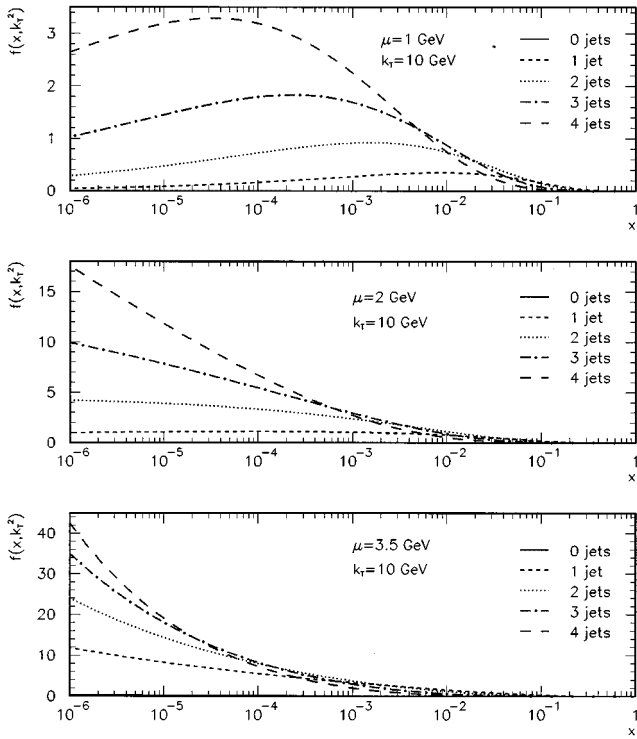 f(x,k_T^2)
3
2
1
0
μ=1 GeV
k_T=10 GeV
0 jets
1 jet
2 jets
3 jets
4 jets
10^-6
10^-5
10^-4
10^-3
10^-2
10^-1
1
x
f(x,k_T^2)
15
10
5
0
μ=2 GeV
k_T=10 GeV
0 jets
1 jet
2 jets
3 jets
4 jets
10^-6
10^-5
10^-4
10^-3
10^-2
10^-1
1
x
f(x,k_T^2)
40
30
20
10
0
μ=3.5 GeV
k_T=10 GeV
0 jets
1 jet
2 jets
3 jets
4 jets
10^-6
10^-5
10^-4
10^-3
10^-2
10^-1
1
x